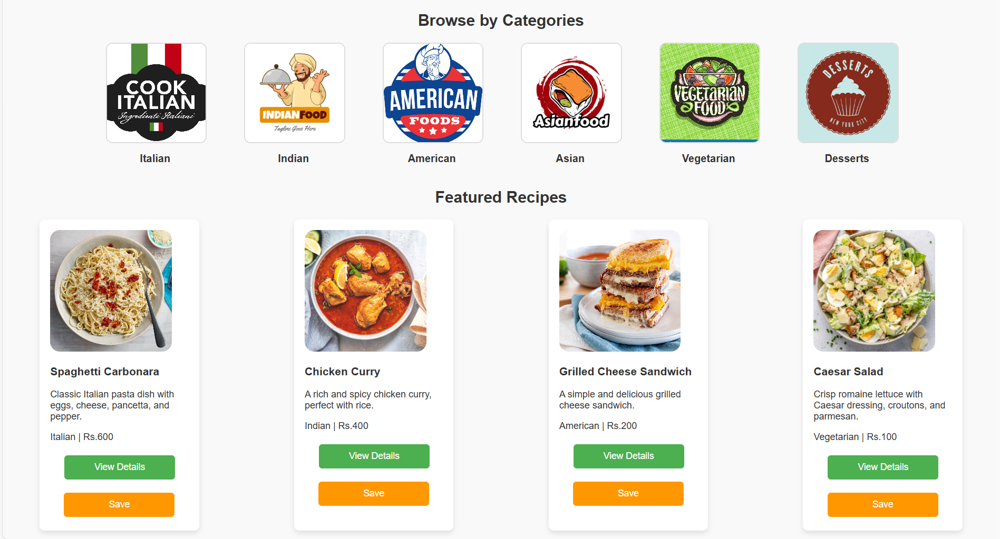 Browse by Categories
COOK
ITALIAN
Ingredienti Italiani
INDIANFOOD
Tagline Goes Here
AMERICAN
FOODS
Asianfood
VEGETARIAN
FOOD
DESSERTS
NEW YORK CITY
Italian
Indian
American
Asian
Vegetarian
Desserts
Featured Recipes
Spaghetti Carbonara
Classic Italian pasta dish with
eggs, cheese, pancetta, and
pepper.
Italian | Rs.600
View Details
Save
Chicken Curry
A rich and spicy chicken curry,
perfect with rice.
Indian | Rs.400
View Details
Save
Grilled Cheese Sandwich
A simple and delicious grilled
cheese sandwich.
American | Rs.200
View Details
Save
Caesar Salad
Crisp romaine lettuce with
Caesar dressing, croutons, and
parmesan.
Vegetarian | Rs.100
View Details
Save